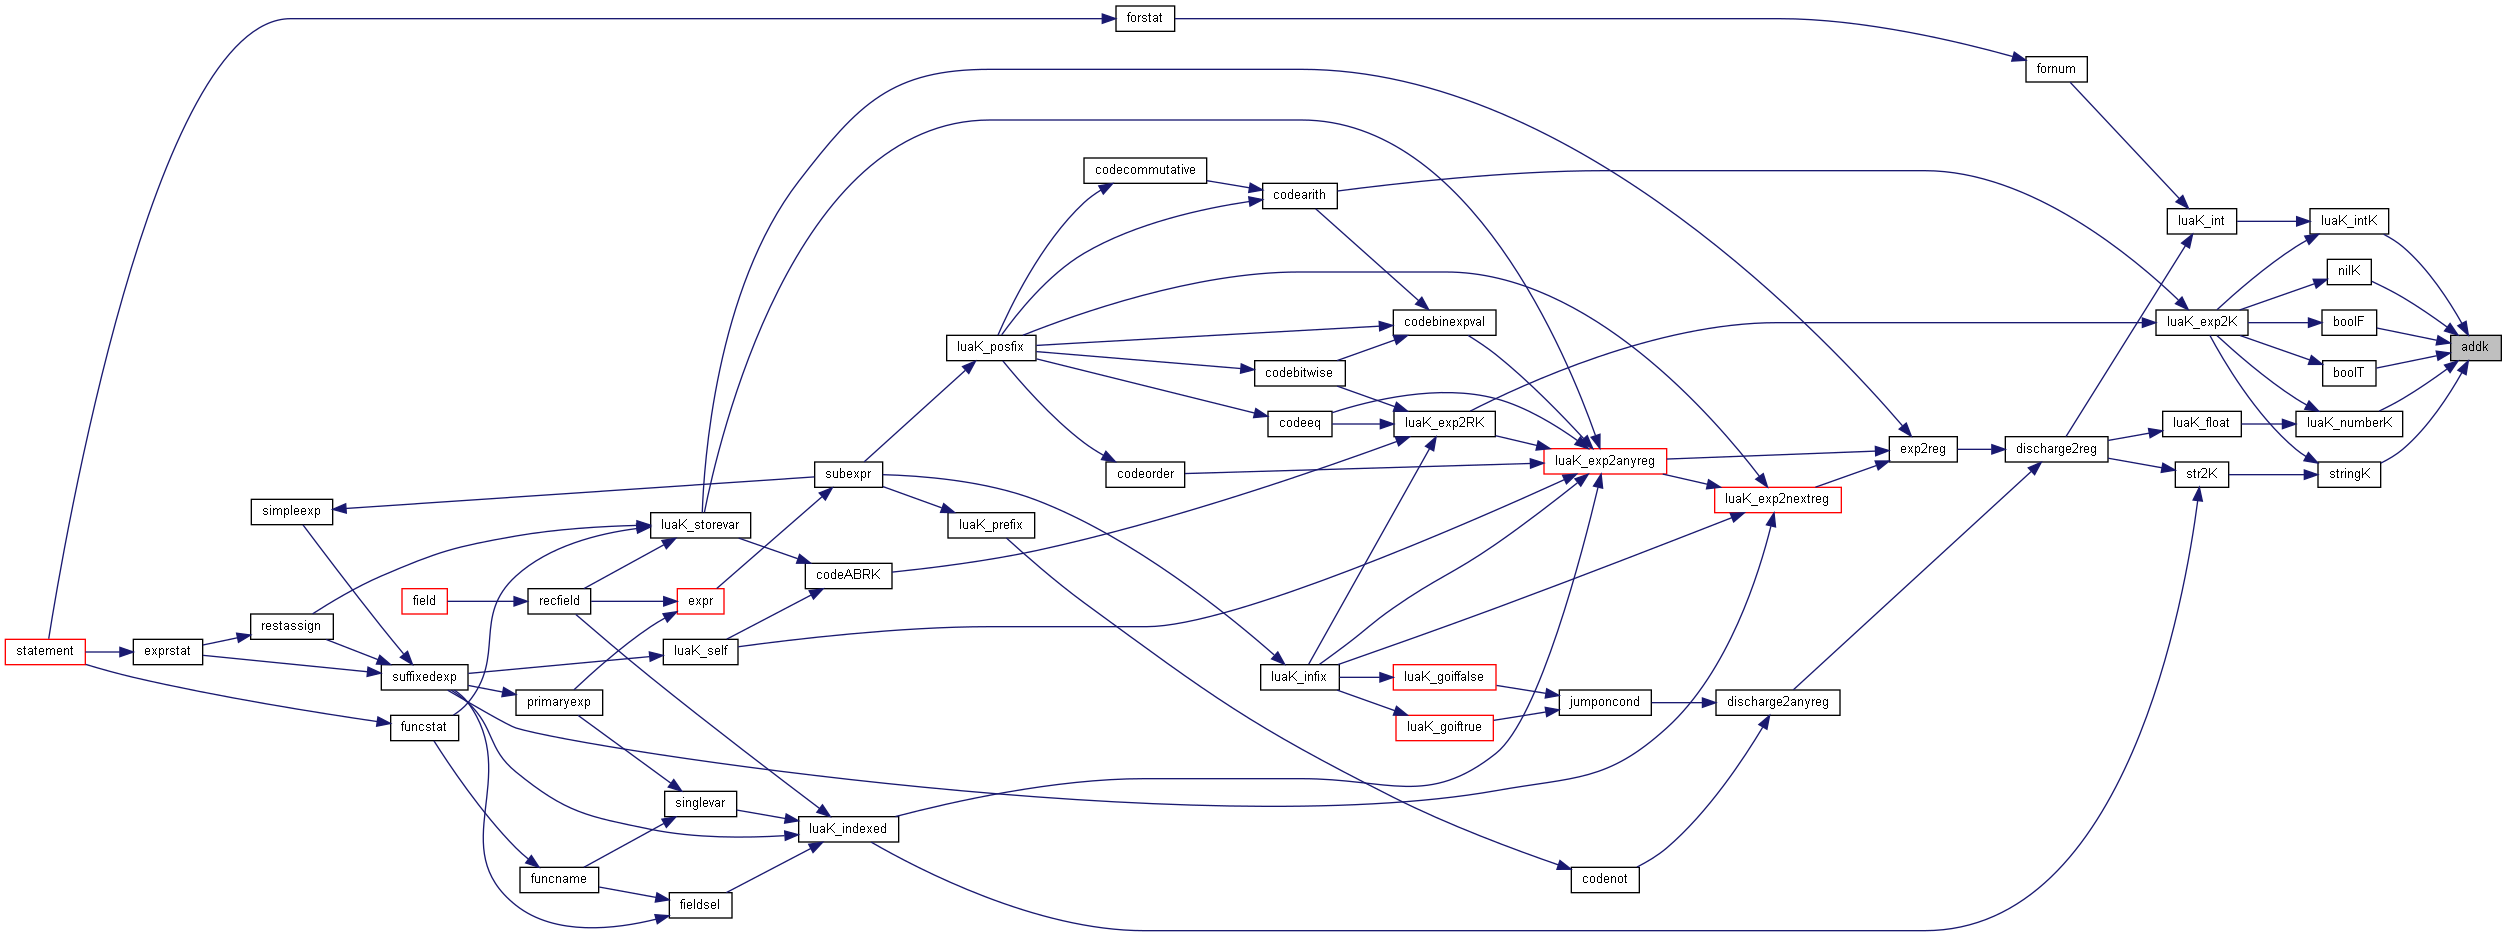 forstat
fornum
codecommutative
codearith
luaK_int
luaK_intK
nilK
boolF
boolT
addk
luaK_exp2K
luaK_numberK
luaK_float
stringK
str2K
discharge2reg
exp2reg
luaK_posfix
codebinexpval
codebitwise
codeeq
luaK_exp2RK
luaK_exp2anyreg
luaK_exp2nextreg
codeorder
subexpr
simpleexp
luaK_storevar
luaK_prefix
codeABRK
field
recfield
expr
restassign
statement
exprstat
luaK_self
suffixedexp
luaK_infix
luaK_goiffalse
primaryexp
jumponcond
discharge2anyreg
funcstat
luaK_goiftrue
singlevar
luaK_indexed
funcname
codenot
fieldsel